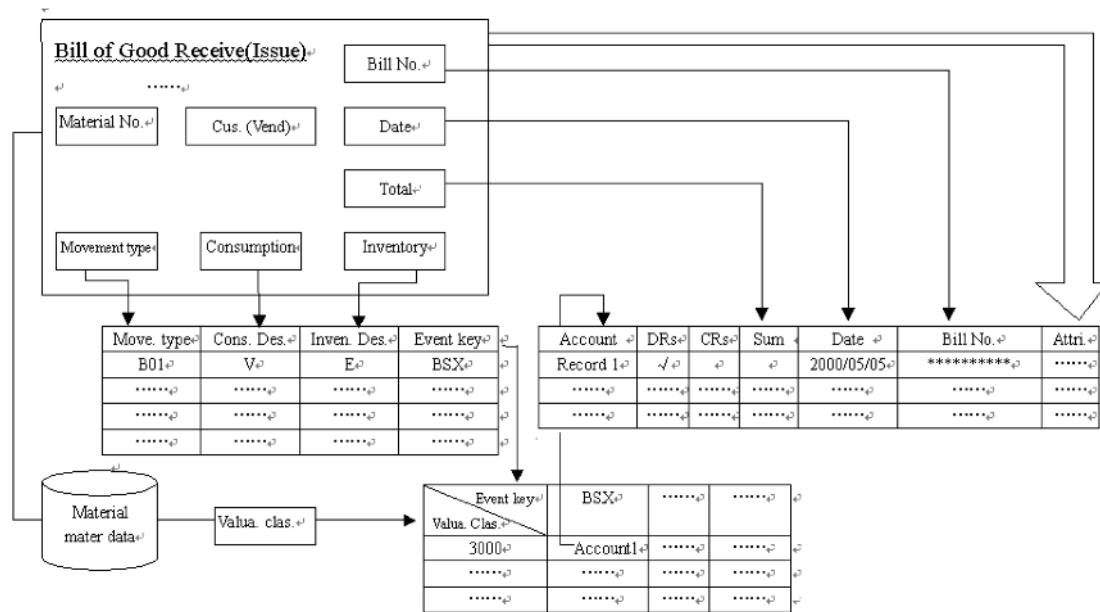 Bill of Good Receive(Issue)
Bill No.
······
Material No.
Cus. (Vend)
Date
Total
Movement type
Consumption
Inventory
Move. type Cons. Des. Inven. Des. Event key
B01 V E BSX
······ ······ ······ ······
······ ······ ······ ······
······ ······ ······ ······
Account DRs CRs Sum Date Bill No. Attri.
Record 1 √ 2000/05/05 ********** ······
······ ······ ······ ······ ······ ······ ······
······ ······ ······ ······ ······ ······ ······
Material
mater data
Valua. clas.
Event key BSX ······ ······
Valua. Clas.
3000 Account1 ······ ······
······ ······ ······ ······
······ ······ ······ ······